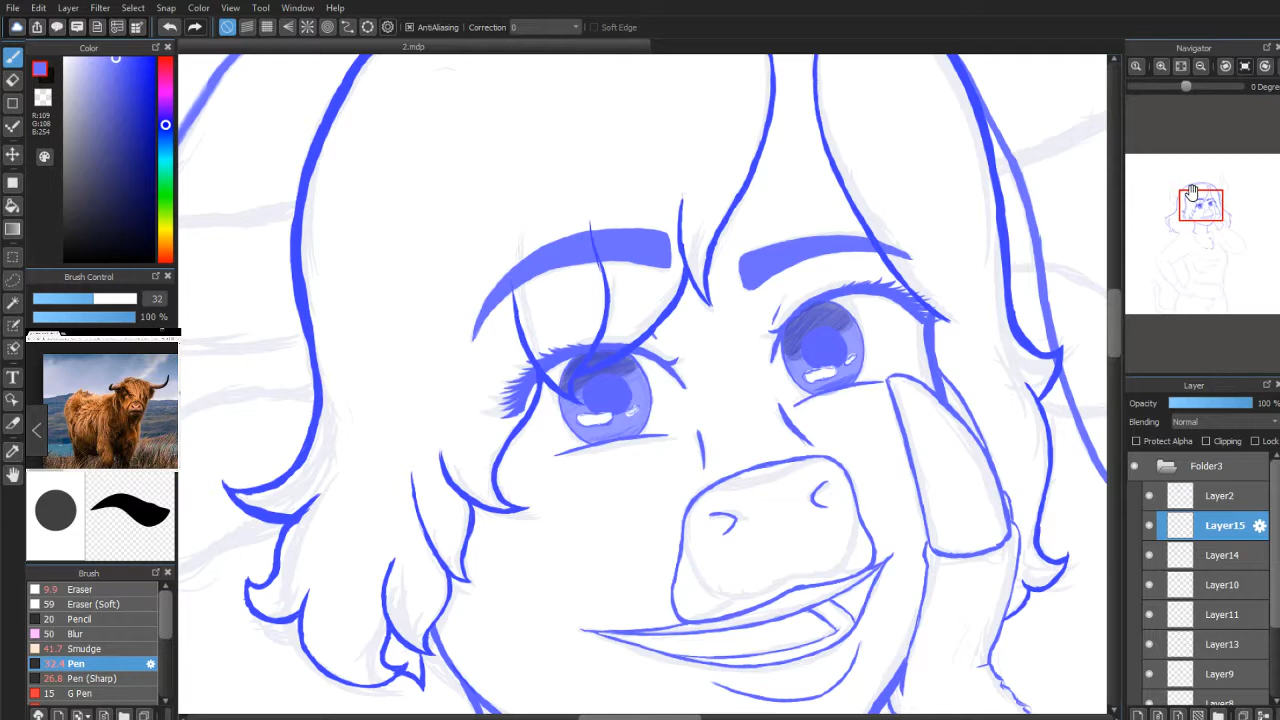 File Edit Layer Filter Select Snap Color View Tool Window Help
AntiAliasing Correction 0 Soft Edge
2.mdp
Color
R:109
G:108
B:254
Brush Control
32
100 %
Brush
9.9 Eraser
59 Eraser (Soft)
20 Pencil
50 Blur
41.7 Smudge
32.4 Pen
26.8 Pen (Sharp)
15 G Pen
Navigator
0 Degree
Layer
Opacity 100 %
Blending Normal
Protect Alpha Clipping Lock
Folder3
Layer2
Layer15
Layer14
Layer10
Layer11
Layer13
Layer9
Layer8